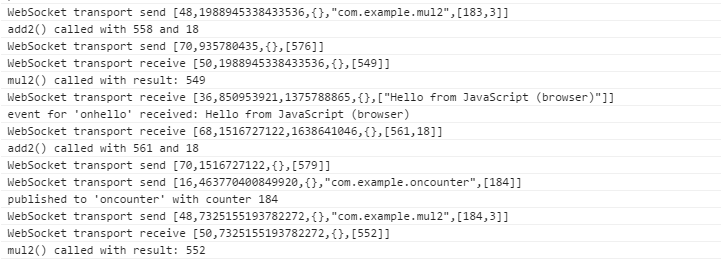 WebSocket transport send [48,1988945338433536,{},"com.example.mul2",[183,3]]
add2() called with 558 and 18
WebSocket transport send [70,935780435,{},[576]]
WebSocket transport receive [50,1988945338433536,{},[549]]
mul2() called with result: 549
WebSocket transport receive [36,850953921,1375788865,{},["Hello from JavaScript (browser)"]]
event for 'onhello' received: Hello from JavaScript (browser)
WebSocket transport receive [68,1516727122,1638641046,{},[561,18]]
add2() called with 561 and 18
WebSocket transport send [70,1516727122,{},[579]]
WebSocket transport send [16,463770400849920,{},"com.example.oncounter",[184]]
published to 'oncounter' with counter 184
WebSocket transport send [48,7325155193782272,{},"com.example.mul2",[184,3]]
WebSocket transport receive [50,7325155193782272,{},[552]]
mul2() called with result: 552